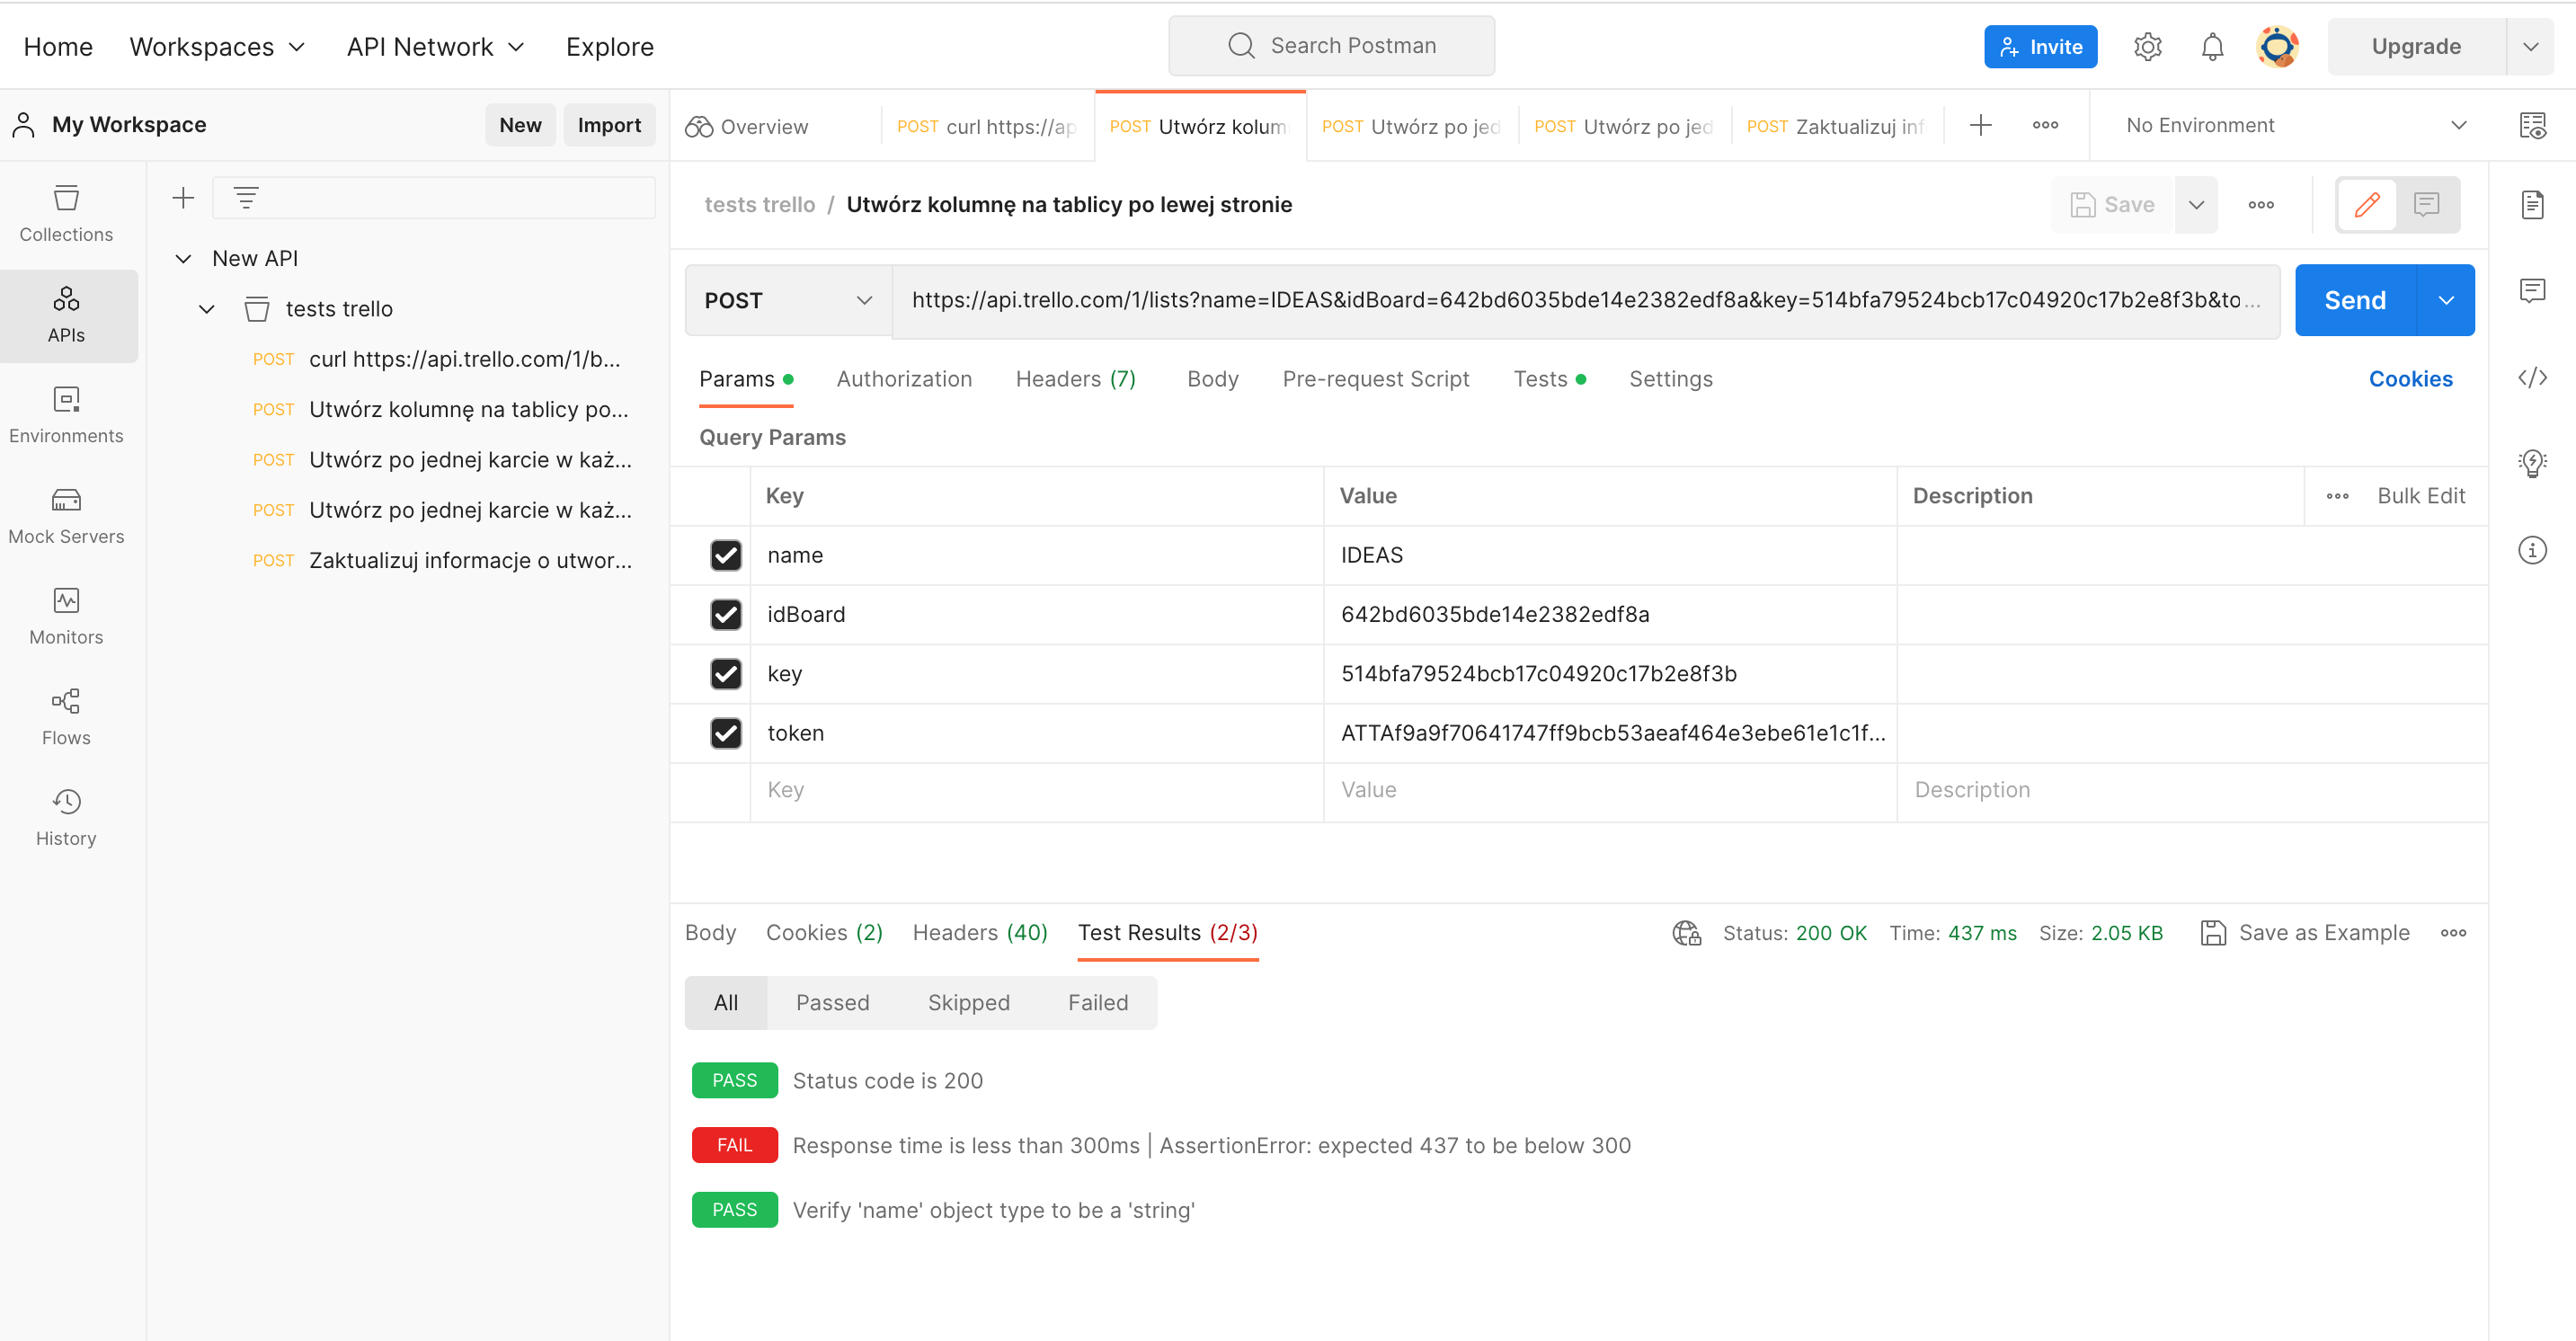 Home Workspaces API Network Explore Search Postman Invite Upgrade
My Workspace New Import
Overview POST curl https://ap POST Utwórz kolum POST Utwórz po jed POST Utwórz po jed POST Zaktualizuj inf No Environment
Collections
APIs
Environments
Mock Servers
Monitors
Flows
History
New API
tests trello
POST curl https://api.trello.com/1/b...
POST Utwórz kolumnę na tablicy po...
POST Utwórz po jednej karcie w każ...
POST Utwórz po jednej karcie w każ...
POST Zaktualizuj informacje o utwor...
tests trello / Utwórz kolumnę na tablicy po lewej stronie Save
POST https://api.trello.com/1/lists?name=IDEAS&idBoard=642bd6035bde14e2382edf8a&key=514bfa79524bcb17c04920c17b2e8f3b&to... Send
Params Authorization Headers (7) Body Pre-request Script Tests Settings Cookies
Query Params
Key Value Description Bulk Edit
name IDEAS
idBoard 642bd6035bde14e2382edf8a
key 514bfa79524bcb17c04920c17b2e8f3b
token ATTAf9a9f70641747ff9bcb53aeaf464e3ebe61e1c1f...
Key Value Description
Body Cookies (2) Headers (40) Test Results (2/3) Status: 200 OK Time: 437 ms Size: 2.05 KB Save as Example
All Passed Skipped Failed
PASS Status code is 200
FAIL Response time is less than 300ms | AssertionError: expected 437 to be below 300
PASS Verify 'name' object type to be a 'string'